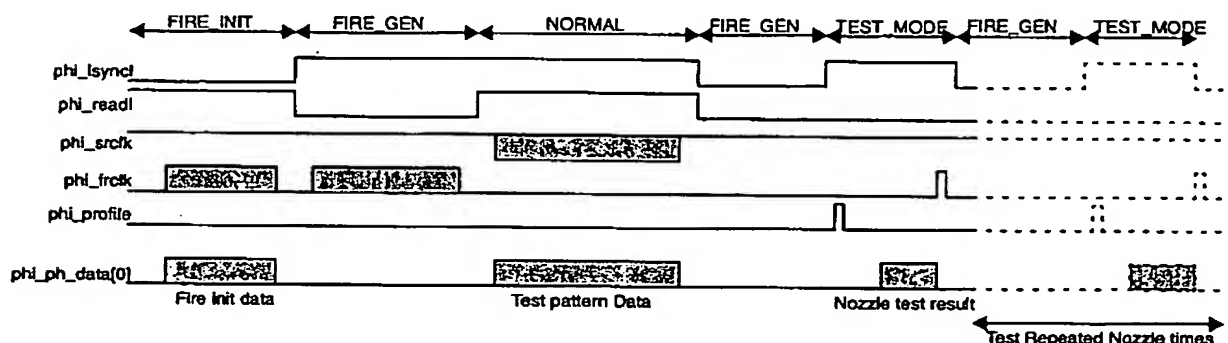 FIRE_INIT FIRE_GEN NORMAL FIRE_GEN TEST_MODE FIRE_GEN TEST_MODE
phi_lsyncl
phi_readl
phi_srclk
phi_frclk
phi_profile
phi_ph_data[0]
Fire Init data Test pattern Data Nozzle test result
Test Repeated Nozzle times